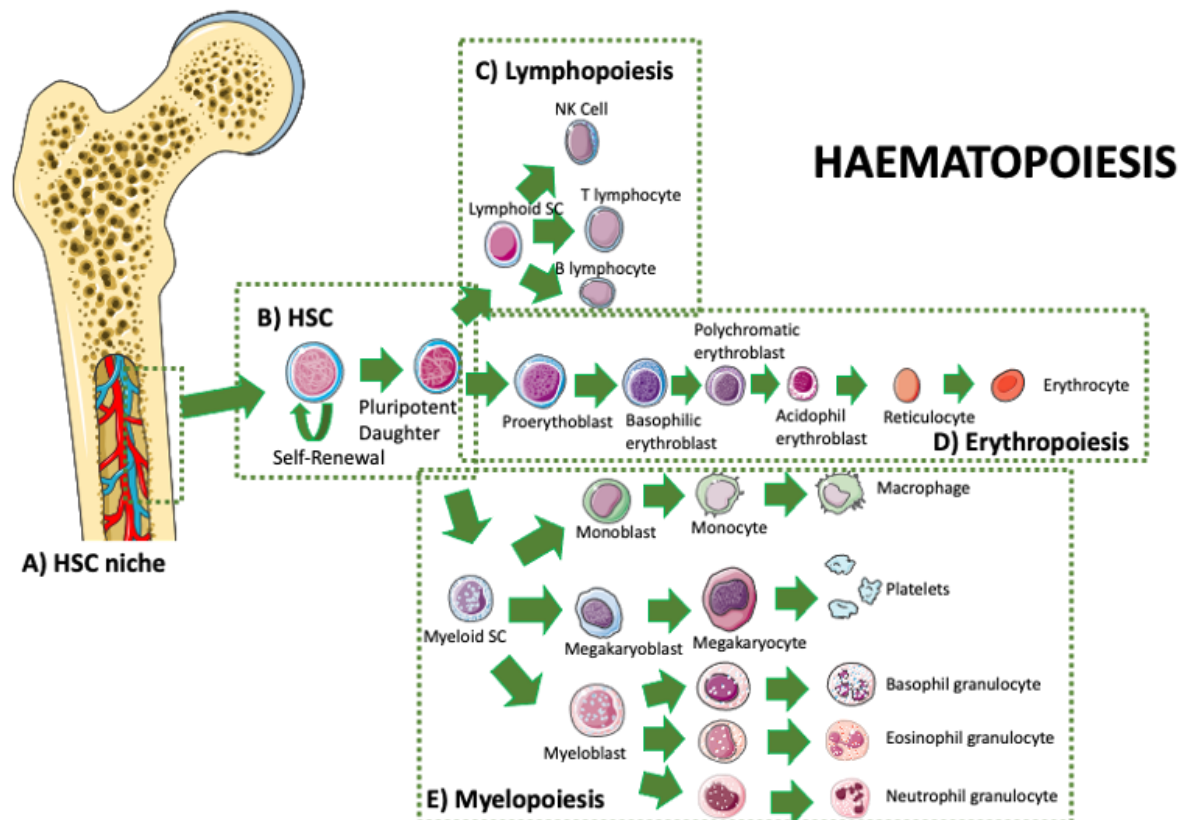 HAEMATOPOIESIS
A) HSC niche
B) HSC
Self-Renewal
Pluripotent
Daughter
C) Lymphopoiesis
NK Cell
Lymphoid SC
T lymphocyte
B lymphocyte
Proerythoblast
Basophilic
erythroblast
Polychromatic
erythroblast
Acidophil
erythroblast
Reticulocyte
Erythrocyte
D) Erythropoiesis
Myeloid SC
Monoblast
Monocyte
Macrophage
Megakaryoblast
Megakaryocyte
Platelets
Myeloblast
Basophil granulocyte
Eosinophil granulocyte
Neutrophil granulocyte
E) Myelopoiesis